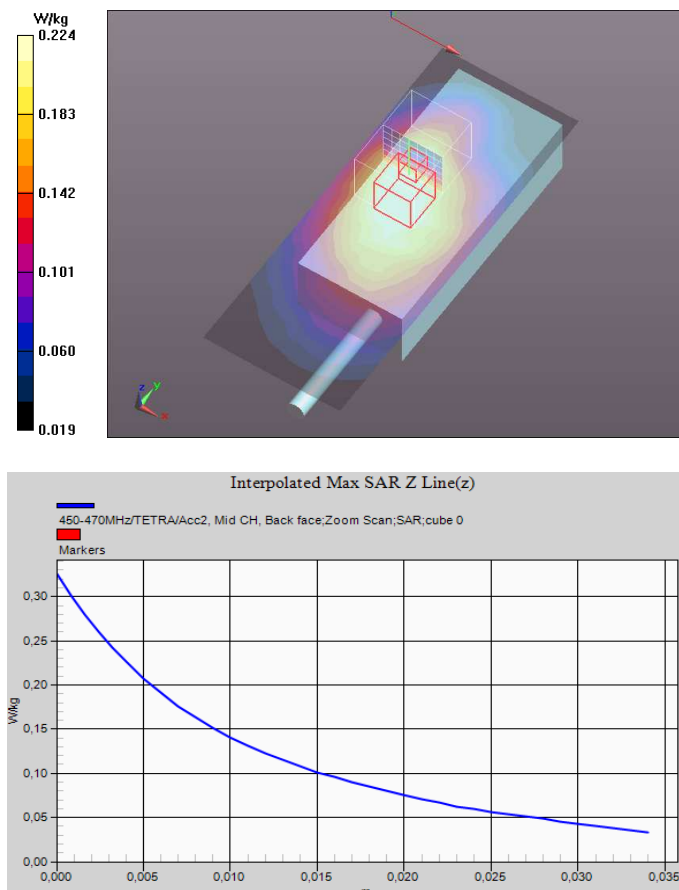 W/kg
0.224
0.183
0.142
0.101
0.060
0.019
z
y
x
Interpolated Max SAR Z Line(z)
450-470MHz/TETRA/Acc2, Mid CH, Back face;Zoom Scan;SAR;cube 0
Markers
0,30
0,25
0,20
0,15
0,10
0,05
0,00
W/kg
0,000 0,005 0,010 0,015 0,020 0,025 0,030 0,035